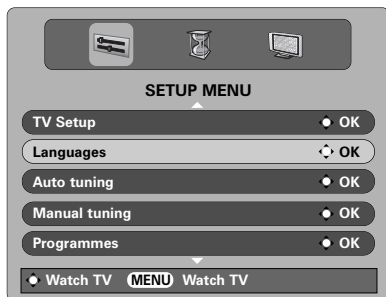 SETUP MENU
TV Setup OK
Languages OK
Auto tuning OK
Manual tuning OK
Programmes OK
Watch TV MENU Watch TV